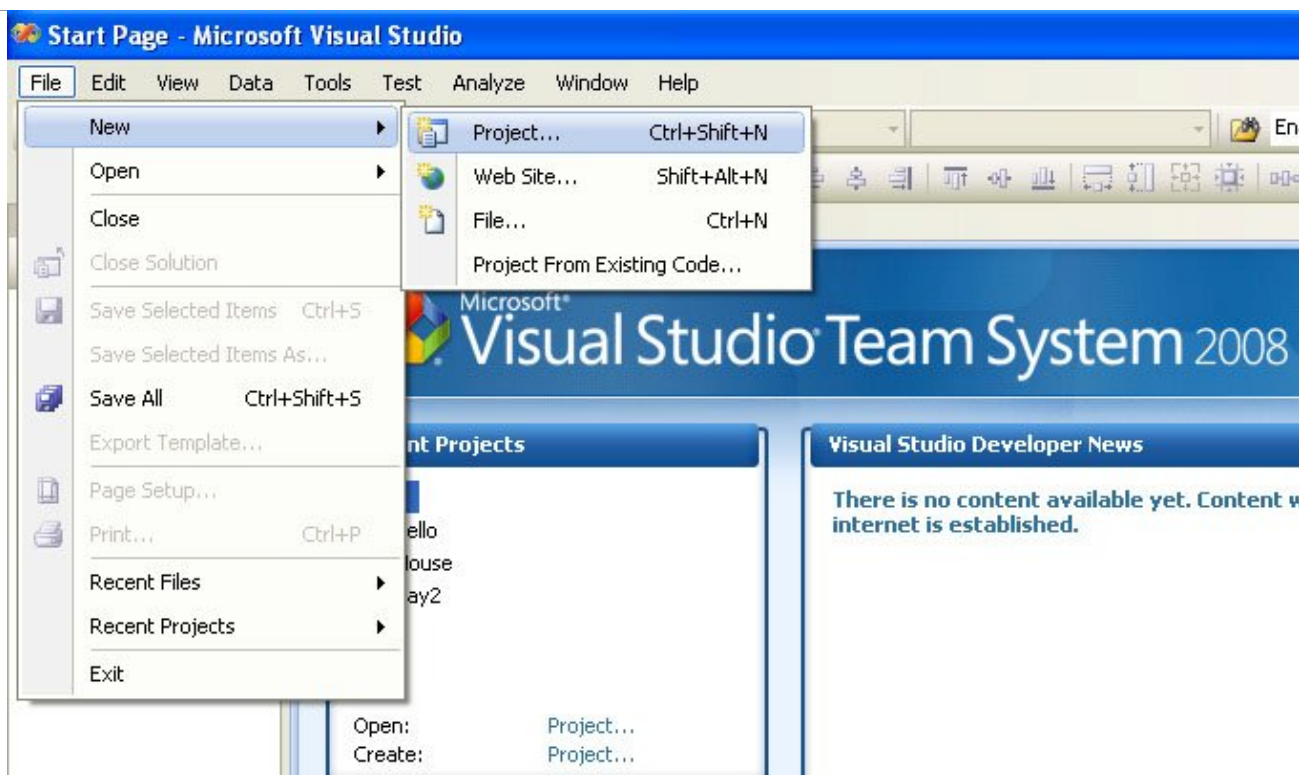 Start Page - Microsoft Visual Studio
File Edit View Data Tools Test Analyze Window Help
New
Project... Ctrl+Shift+N
Web Site... Shift+Alt+N
File... Ctrl+N
Project From Existing Code...
Open
Close
Close Solution
Save Selected Items Ctrl+S
Save Selected Items As...
Save All Ctrl+Shift+S
Export Template...
Page Setup...
Print... Ctrl+P
Recent Files
Recent Projects
Exit
En
Microsoft®
Visual Studio Team System 2008
nt Projects
ello
ouse
ay2
Open: Project...
Create: Project...
Visual Studio Developer News
There is no content available yet. Content w
internet is established.